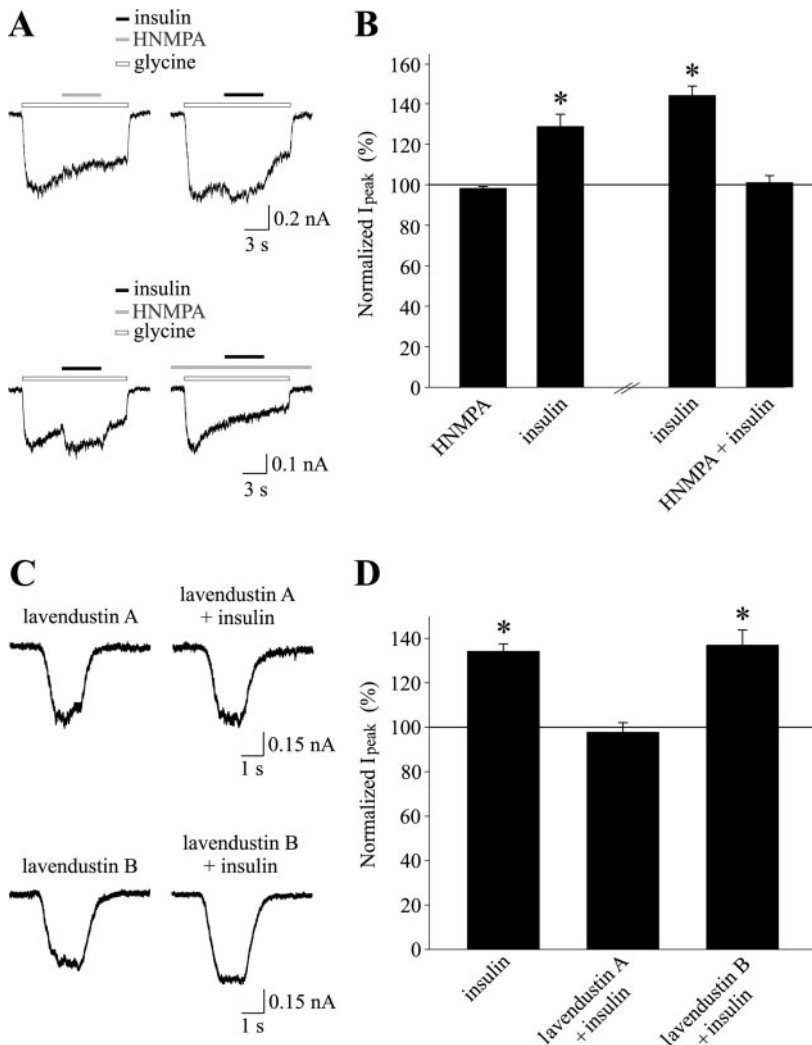 A
insulin
HNMPA
glycine
0.2 nA
3 s
insulin
HNMPA
glycine
0.1 nA
3 s
B
Normalized Ipeak (%)
160
140
120
100
80
60
40
20
0
*
*
HNMPA
insulin
//
insulin
HNMPA + insulin
C
lavendustin A
lavendustin A
+ insulin
0.15 nA
1 s
lavendustin B
lavendustin B
+ insulin
0.15 nA
1 s
D
Normalized Ipeak (%)
140
120
100
80
60
40
20
0
*
*
insulin
lavendustin A
+ insulin
lavendustin B
+ insulin